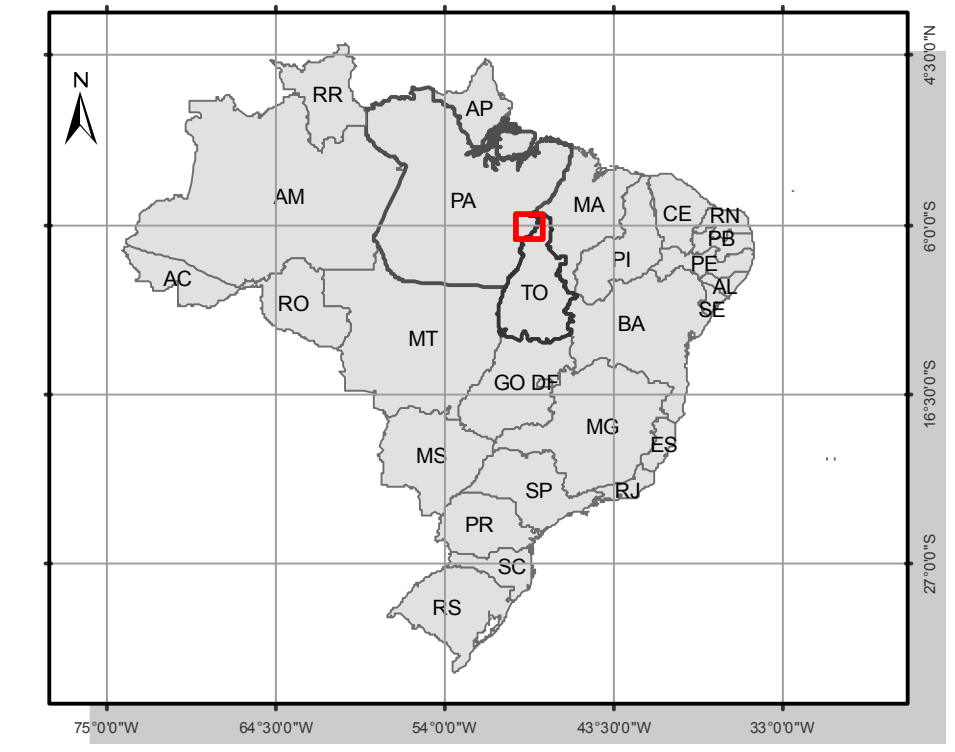 4°30'0"N
N
RR
AP
AM
PA
MA
CE
RN
6°0'0"S
PB
PI
PE
AC
AL
TO
RO
SE
BA
MT
GO DF
16°30'0"S
MG
ES
MS
SP
RJ
PR
SC
27°0'0"S
RS
75°0'0"W
64°30'0"W
54°0'0"W
43°30'0"W
33°0'0"W